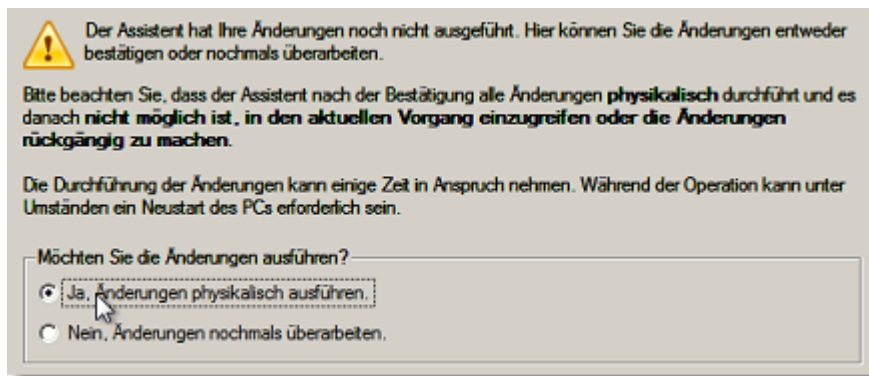 Der Assistent hat Ihre Änderungen noch nicht ausgeführt. Hier können Sie die Änderungen entweder
bestätigen oder nochmals überarbeiten.
Bitte beachten Sie, dass der Assistent nach der Bestätigung alle Änderungen physikalisch durchführt und es
danach nicht möglich ist, in den aktuellen Vorgang einzugreifen oder die Änderungen
rückgängig zu machen.
Die Durchführung der Änderungen kann einige Zeit in Anspruch nehmen. Während der Operation kann unter
Umständen ein Neustart des PCs erforderlich sein.
Möchten Sie die Änderungen ausführen?
Ja, Änderungen physikalisch ausführen.
Nein, Änderungen nochmals überarbeiten.